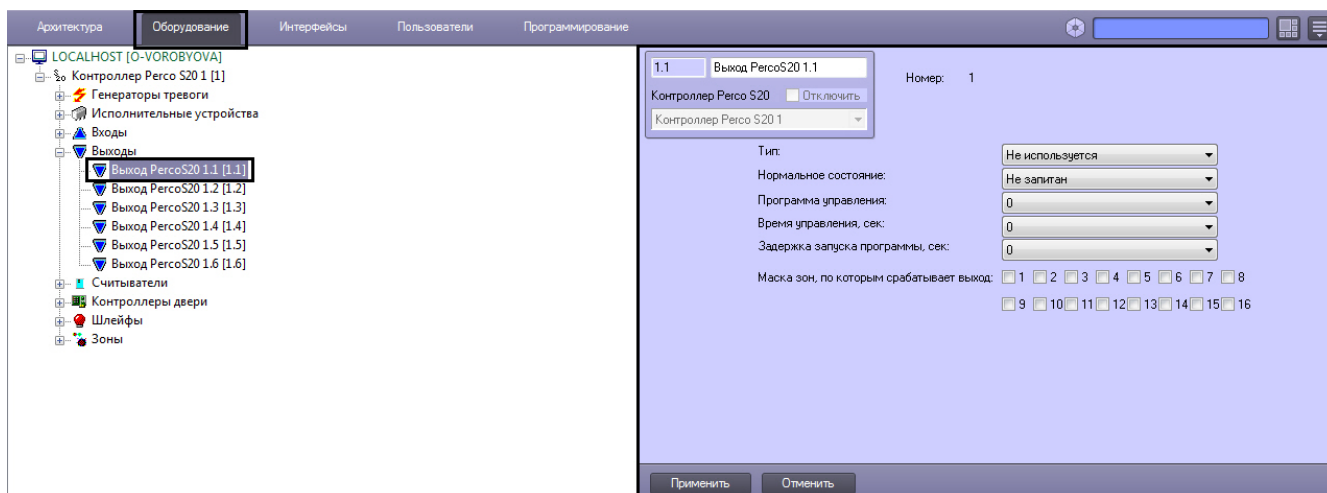 Архитектура Оборудование Интерфейсы Пользователи Программирование
LOCALHOST [O-VOROBYOVA]
Контроллер Perco S20 1 [1]
Генераторы тревоги
Исполнительные устройства
Входы
Выходы
Выход PercoS20 1.1 [1.1]
Выход PercoS20 1.2 [1.2]
Выход PercoS20 1.3 [1.3]
Выход PercoS20 1.4 [1.4]
Выход PercoS20 1.5 [1.5]
Выход PercoS20 1.6 [1.6]
Считыватели
Контроллеры двери
Шлейфы
Зоны
1.1 Выход PercoS20 1.1
Номер: 1
Контроллер Perco S20 Отключить
Контроллер Perco S20 1
Тип: Не используется
Нормальное состояние: Не запитан
Программа управления: 0
Время управления, сек: 0
Задержка запуска программы, сек: 0
Маска зон, по которым срабатывает выход: 1 2 3 4 5 6 7 8
9 10 11 12 13 14 15 16
Применить Отменить